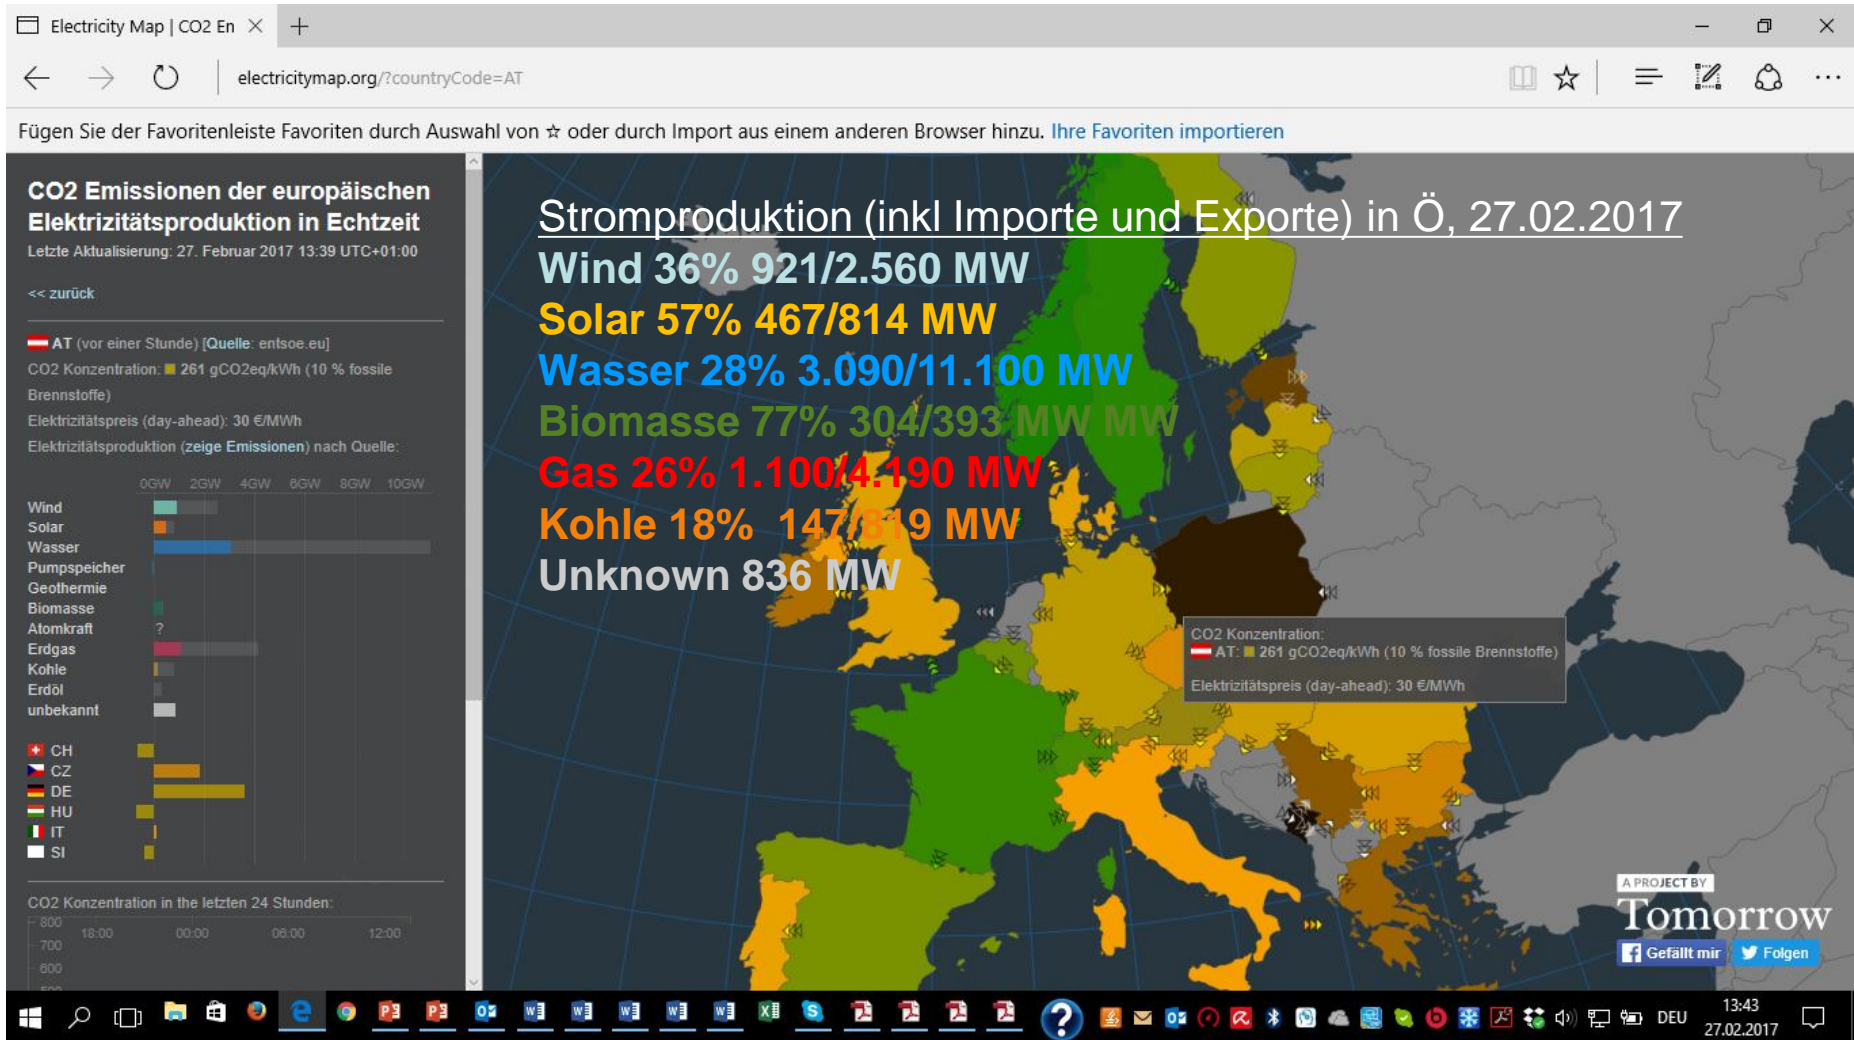 Electricity Map | CO2 En
electricitymap.org/?countryCode=AT
Fügen Sie der Favoritenleiste Favoriten durch Auswahl von ☆ oder durch Import aus einem anderen Browser hinzu. Ihre Favoriten importieren
CO2 Emissionen der europäischen
Elektrizitätsproduktion in Echtzeit
Letzte Aktualisierung: 27. Februar 2017 13:39 UTC+01:00
<< zurück
AT (vor einer Stunde) [Quelle: entsoe.eu]
CO2 Konzentration: 261 gCO2eq/kWh (10 % fossile
Brennstoffe)
Elektrizitätspreis (day-ahead): 30 €/MWh
Elektrizitätsproduktion (zeige Emissionen) nach Quelle:
0GW 2GW 4GW 6GW 8GW 10GW
Wind
Solar
Wasser
Pumpspeicher
Geothermie
Biomasse
Atomkraft ?
Erdgas
Kohle
Erdöl
unbekannt
CH
CZ
DE
HU
IT
SI
CO2 Konzentration in the letzten 24 Stunden:
800
18:00 00:00 06:00 12:00
700
600
500
Stromproduktion (inkl Importe und Exporte) in Ö, 27.02.2017
Wind 36% 921/2.560 MW
Solar 57% 467/814 MW
Wasser 28% 3.090/11.100 MW
Biomasse 77% 304/393 MW MW
Gas 26% 1.100/4.190 MW
Kohle 18% 147/819 MW
Unknown 836 MW
CO2 Konzentration:
AT: 261 gCO2eq/kWh (10 % fossile Brennstoffe)
Elektrizitätspreis (day-ahead): 30 €/MWh
A PROJECT BY
Tomorrow
Gefällt mir
Folgen
DEU
13:43
27.02.2017